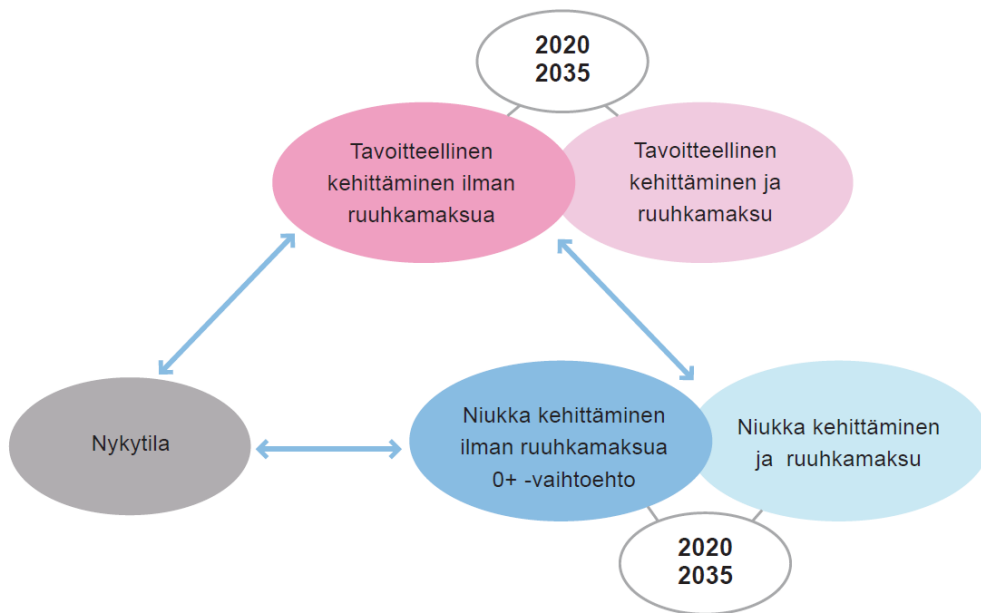 2020
2035
Tavoitteellinen
kehittäminen ilman
ruuhkamaksua
Tavoitteellinen
kehittäminen ja
ruuhkamaksu
Nykytila
Niukka kehittäminen
ilman ruuhkamaksua
0+ -vaihtoehto
Niukka kehittäminen
ja ruuhkamaksu
2020
2035